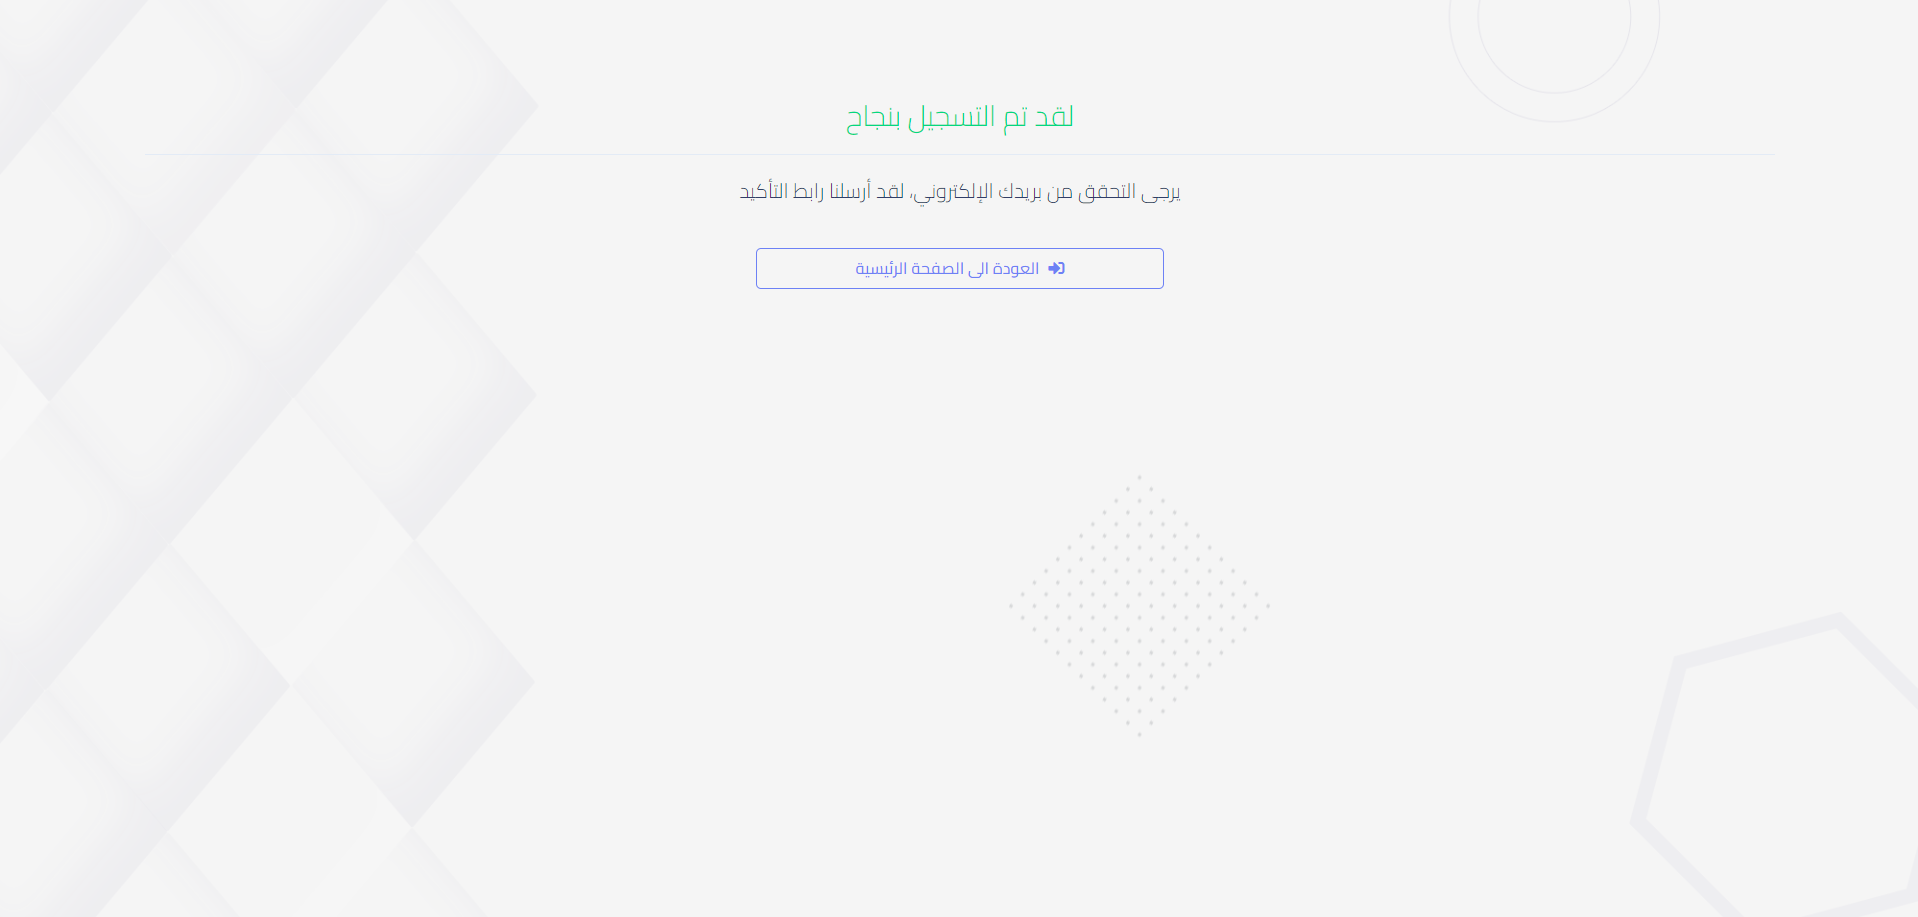 لقد تم التسجيل بنجاح
يرجى التحقق من بريدك الإلكتروني، لقد أرسلنا رابط التأكيد
العودة الى الصفحة الرئيسية